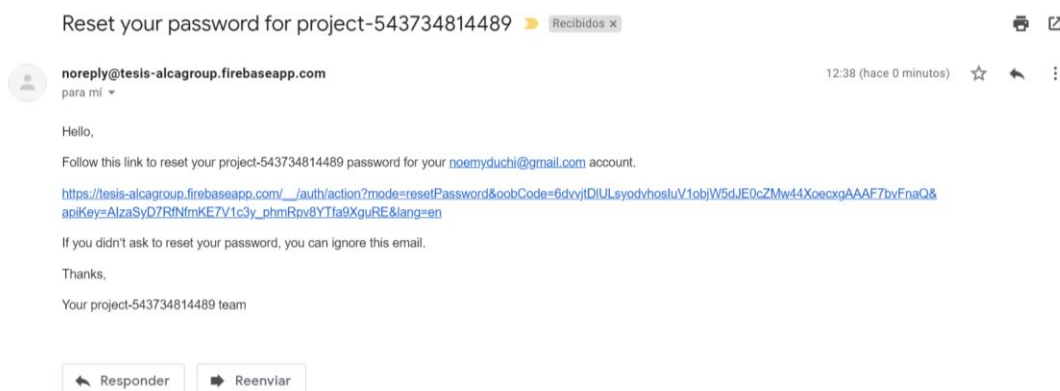 Reset your password for project-543734814489 Recibidos x
noreply@tesis-alcagroup.firebaseapp.com 12:38 (hace 0 minutos)
para mí
Hello,
Follow this link to reset your project-543734814489 password for your noemyduchi@gmail.com account.
https://tesis-alcagroup.firebaseapp.com/__/auth/action?mode=resetPassword&oobCode=6dvvjtDlULsyodvhosIuV1objW5dJE0cZMw44XoecxgAAAF7bvFnaQ&
apiKey=AIzaSyD7RfNfmKE7V1c3y_phmRpv8YTfa9XguRE&lang=en
If you didn't ask to reset your password, you can ignore this email.
Thanks,
Your project-543734814489 team
Responder Reenviar